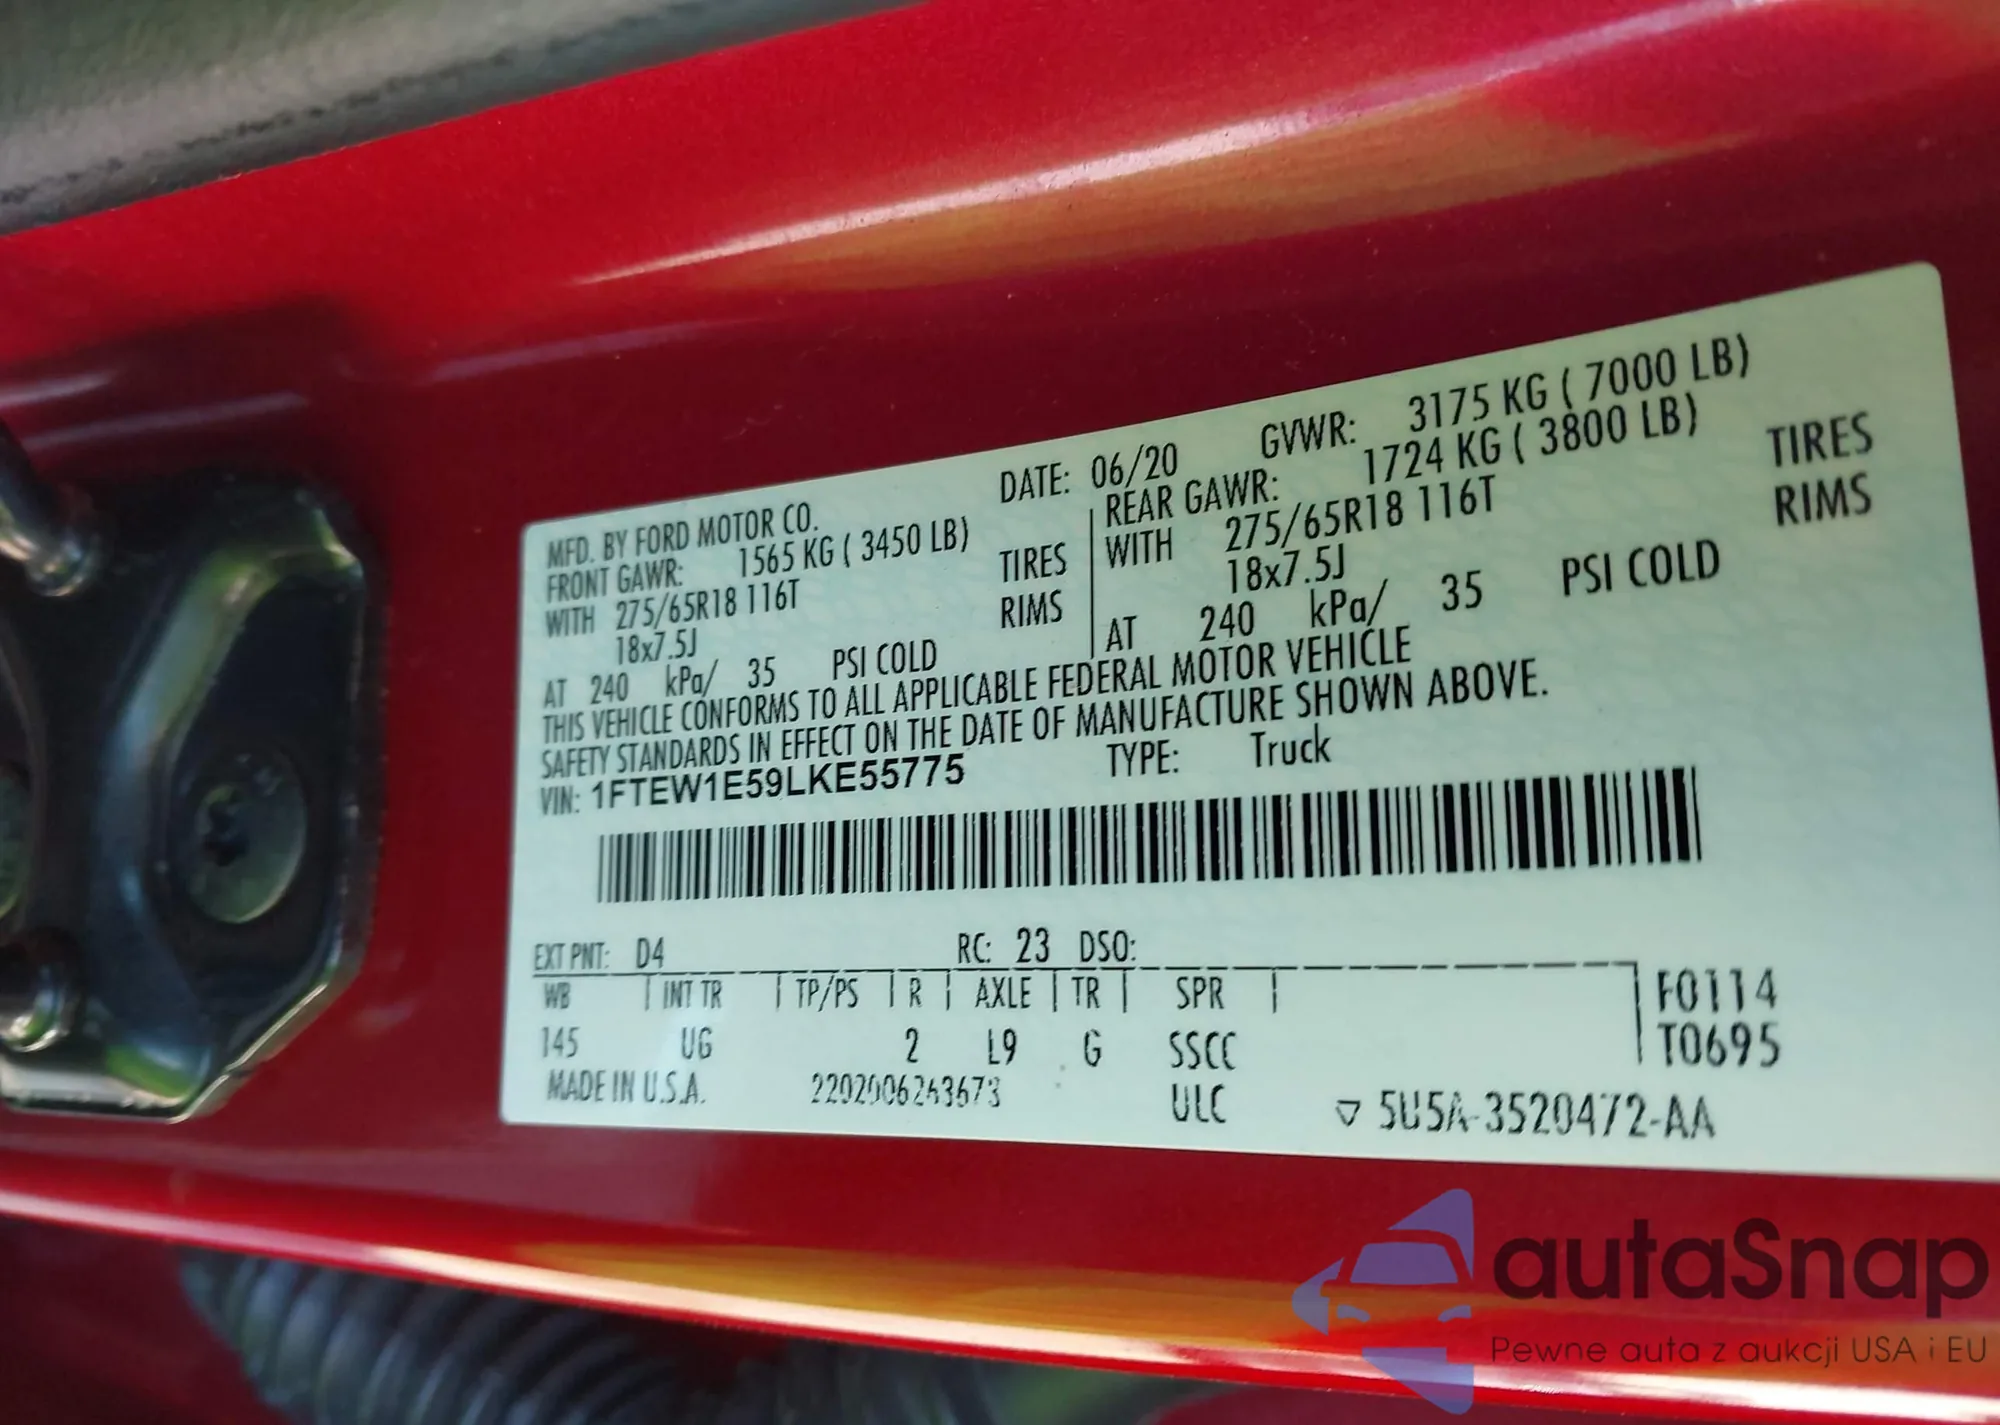 MFD. BY FORD MOTOR CO. DATE: 06/20 GVWR: 3175 KG ( 7000 LB)
FRONT GAWR: 1565 KG ( 3450 LB) REAR GAWR: 1724 KG ( 3800 LB)
WITH 275/65R18 116T TIRES WITH 275/65R18 116T TIRES
18x7.5J RIMS 18x7.5J RIMS
AT 240 kPa/ 35 PSI COLD AT 240 kPa/ 35 PSI COLD
THIS VEHICLE CONFORMS TO ALL APPLICABLE FEDERAL MOTOR VEHICLE
SAFETY STANDARDS IN EFFECT ON THE DATE OF MANUFACTURE SHOWN ABOVE.
VIN: 1FTEW1E59LKE55775 TYPE: Truck
EXT PNT: D4 RC: 23 DSO:
WB | INT TR | TP/PS | R | AXLE | TR | SPR | F0114
145 UG 2 L9 G SSCC T0695
MADE IN U.S.A. 2202006263673 ULC ▽ 5U5A-3520472-AA
autaSnap
Pewne auta z aukcji USA i EU